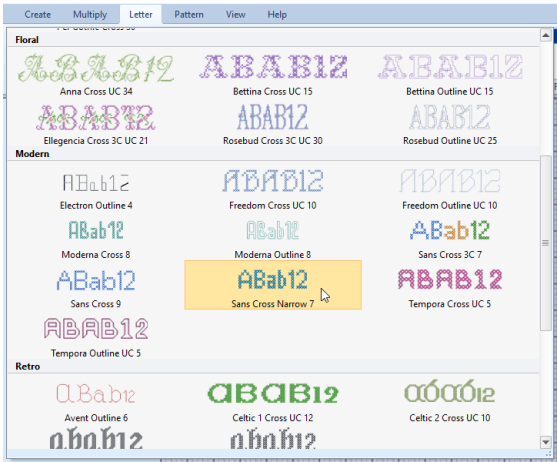 Create Multiply Letter Pattern View Help
Floral
ABAB12 ABAB12 ABAB12
Anna Cross UC 34 Bettina Cross UC 15 Bettina Outline UC 15
ABAB12 ABAB12 ABAB12
Ellegencia Cross 3C UC 21 Rosebud Cross 3C UC 30 Rosebud Outline UC 25
Modern
ABab12 ABAB12 ABAB12
Electron Outline 4 Freedom Cross UC 10 Freedom Outline UC 10
ABab12 ABab12 ABab12
Moderna Cross 8 Moderna Outline 8 Sans Cross 3C 7
ABab12 ABab12 ABAB12
Sans Cross 9 Sans Cross Narrow 7 Tempora Cross UC 5
ABAB12
Tempora Outline UC 5
Retro
aBab12 aBaB12 aбaб12
Avent Outline 6 Celtic 1 Cross UC 12 Celtic 2 Cross UC 10